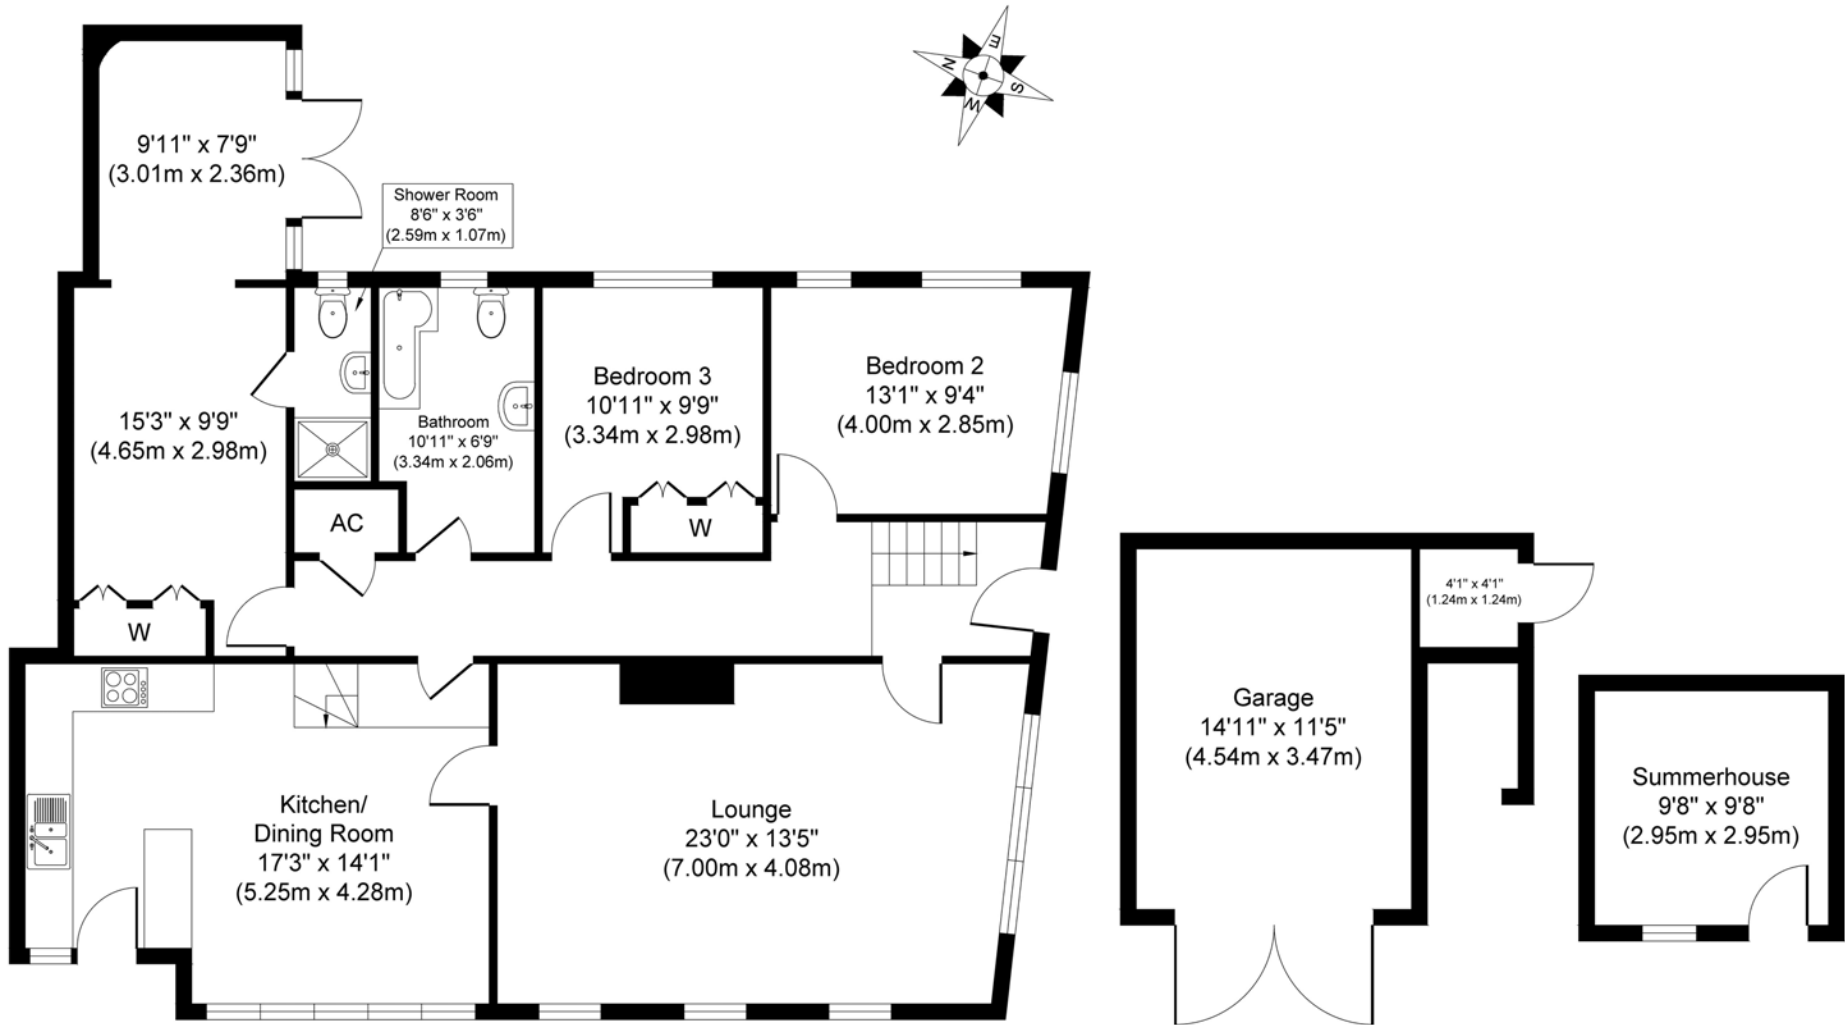 E
N
S
W
9'11" x 7'9"
(3.01m x 2.36m)
Shower Room
8'6" x 3'6"
(2.59m x 1.07m)
15'3" x 9'9"
(4.65m x 2.98m)
Bathroom
10'11" x 6'9"
(3.34m x 2.06m)
Bedroom 3
10'11" x 9'9"
(3.34m x 2.98m)
Bedroom 2
13'1" x 9'4"
(4.00m x 2.85m)
AC
W
W
Kitchen/
Dining Room
17'3" x 14'1"
(5.25m x 4.28m)
Lounge
23'0" x 13'5"
(7.00m x 4.08m)
4'1" x 4'1"
(1.24m x 1.24m)
Garage
14'11" x 11'5"
(4.54m x 3.47m)
Summerhouse
9'8" x 9'8"
(2.95m x 2.95m)